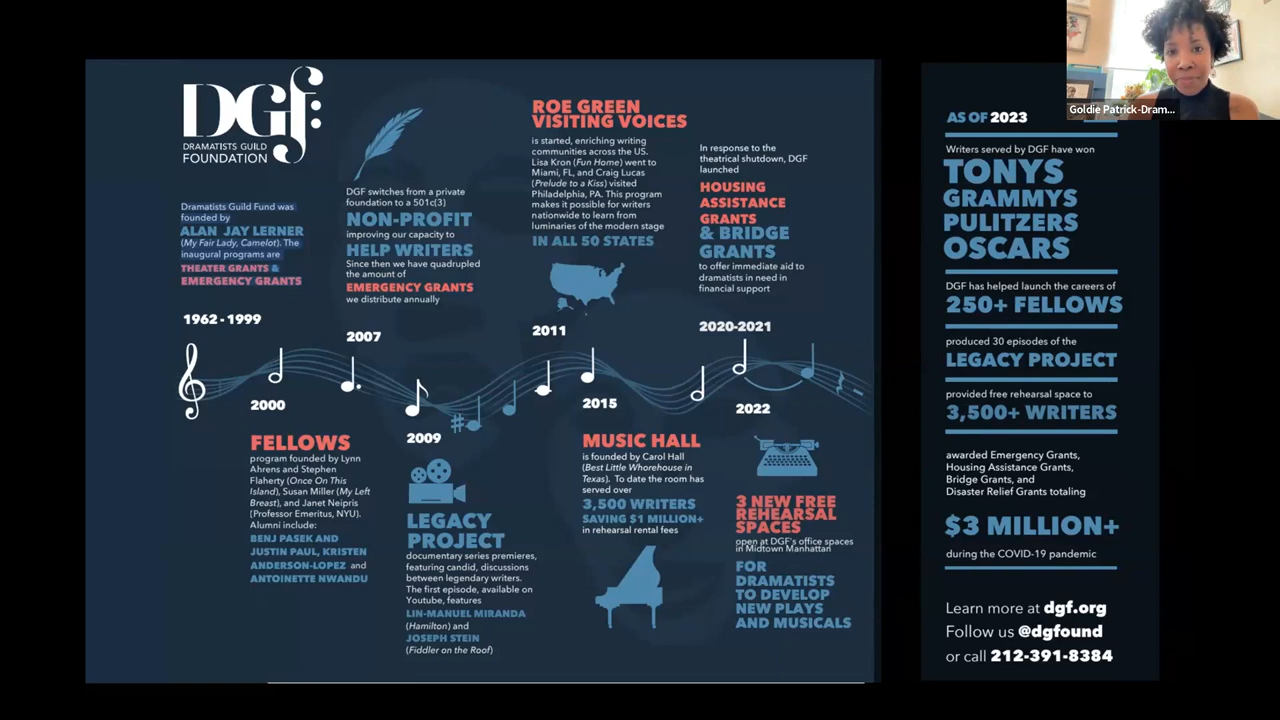 DGf:
DRAMATISTS GUILD
FOUNDATION
Dramatists Guild Fund was
founded by
ALAN JAY LERNER
(My Fair Lady, Camelot). The
inaugural programs are
THEATER GRANTS &
EMERGENCY GRANTS
1962 - 1999
DGF switches from a private
foundation to a 501c(3)
NON-PROFIT
improving our capacity to
HELP WRITERS
Since then we have quadrupled
the amount of
EMERGENCY GRANTS
we distribute annually
2007
ROE GREEN
VISITING VOICES
is started, enriching writing
communities across the US.
Lisa Kron (Fun Home) went to
Miami, FL, and Craig Lucas
(Prelude to a Kiss) visited
Philadelphia, PA. This program
makes it possible for writers
nationwide to learn from
luminaries of the modern stage
IN ALL 50 STATES
2011
In response to the
theatrical shutdown, DGF
launched
HOUSING
ASSISTANCE
GRANTS
& BRIDGE
GRANTS
to offer immediate aid to
dramatists in need in
financial support
2020-2021
2000
FELLOWS
program founded by Lynn
Ahrens and Stephen
Flaherty (Once On This
Island), Susan Miller (My Left
Breast), and Janet Neipris
(Professor Emeritus, NYU).
Alumni include:
BENJ PASEK AND
JUSTIN PAUL, KRISTEN
ANDERSON-LOPEZ and
ANTOINETTE NWANDU
2009
LEGACY
PROJECT
documentary series premieres,
featuring candid, discussions
between legendary writers.
The first episode, available on
Youtube, features
LIN-MANUEL MIRANDA
(Hamilton) and
JOSEPH STEIN
(Fiddler on the Roof)
2015
MUSIC HALL
is founded by Carol Hall
(Best Little Whorehouse in
Texas). To date the room has
served over
3,500 WRITERS
SAVING $1 MILLION+
in rehearsal rental fees
2022
3 NEW FREE
REHEARSAL
SPACES
open at DGF's office spaces
in Midtown Manhattan
FOR
DRAMATISTS
TO DEVELOP
NEW PLAYS
AND MUSICALS
Goldie Patrick-Dram...
AS OF 2023
Writers served by DGF have won
TONYS
GRAMMYS
PULITZERS
OSCARS
DGF has helped launch the careers of
250+ FELLOWS
produced 30 episodes of the
LEGACY PROJECT
provided free rehearsal space to
3,500+ WRITERS
awarded Emergency Grants,
Housing Assistance Grants,
Bridge Grants, and
Disaster Relief Grants totaling
$3 MILLION+
during the COVID-19 pandemic
Learn more at dgf.org
Follow us @dgfound
or call 212-391-8384